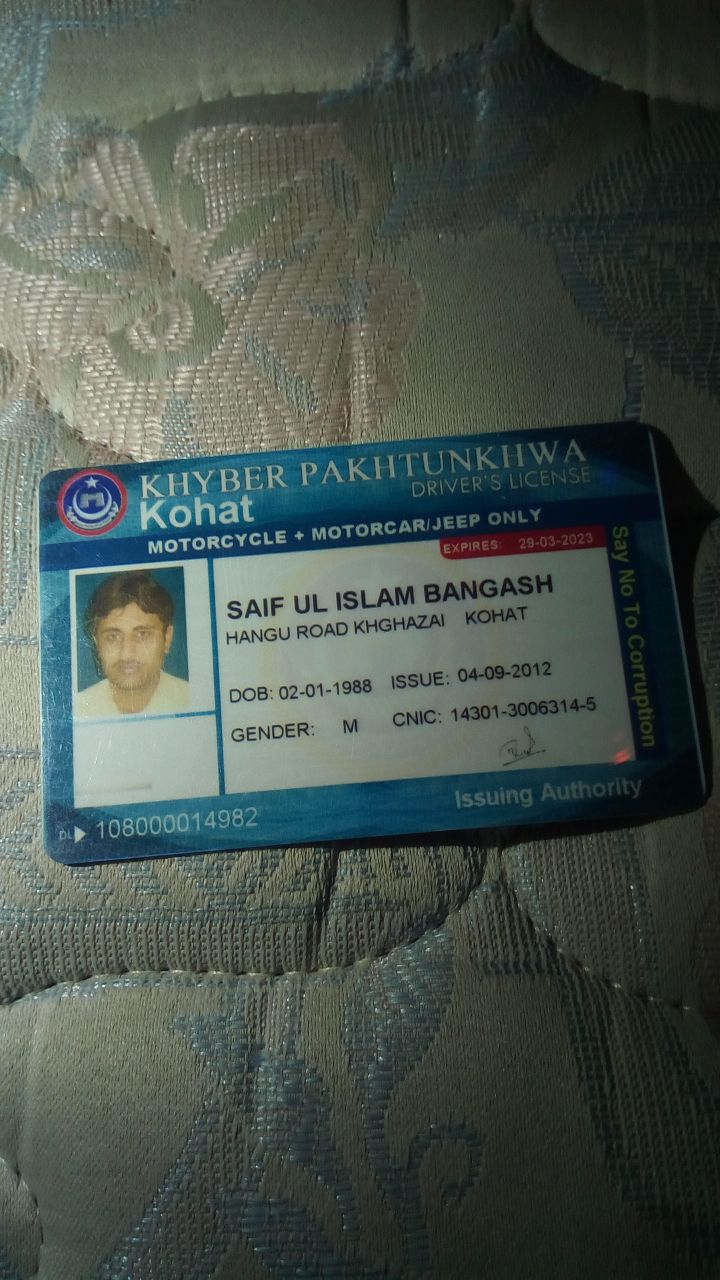 KHYBER PAKHTUNKHWA
DRIVER'S LICENSE
Kohat
MOTORCYCLE + MOTORCAR/JEEP ONLY
EXPIRES: 29-03-2023
SAIF UL ISLAM BANGASH
HANGU ROAD KHGHAZAI KOHAT
DOB: 02-01-1988 ISSUE: 04-09-2012
GENDER: M CNIC: 14301-3006314-5
Issuing Authority
DL 108000014982
Say No To Corruption